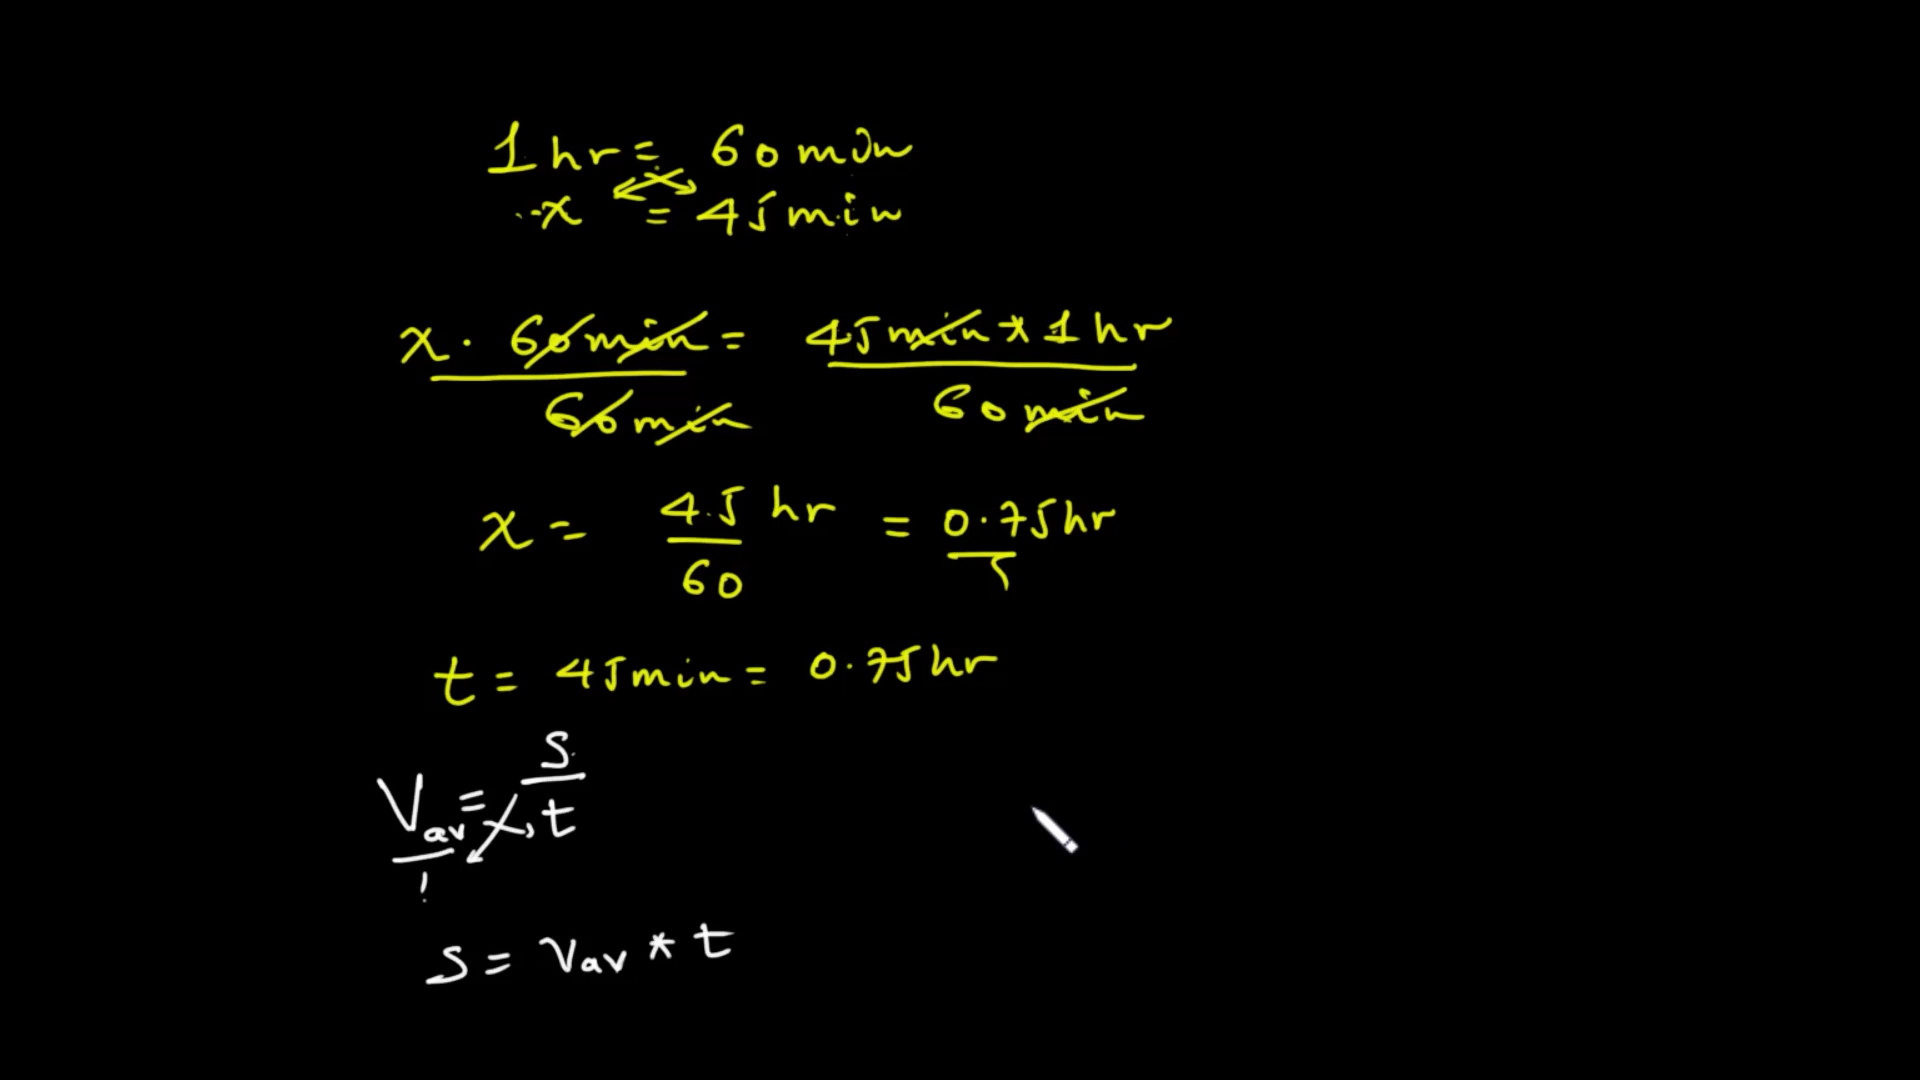 1 hr = 60 min
x = 45 min
x · 60 min / 60 min = 45 min * 1 hr / 60 min
x = 45 hr / 60 = 0.75 hr
t = 45 min = 0.75 hr
Vav / 1 = s / t
s = Vav * t